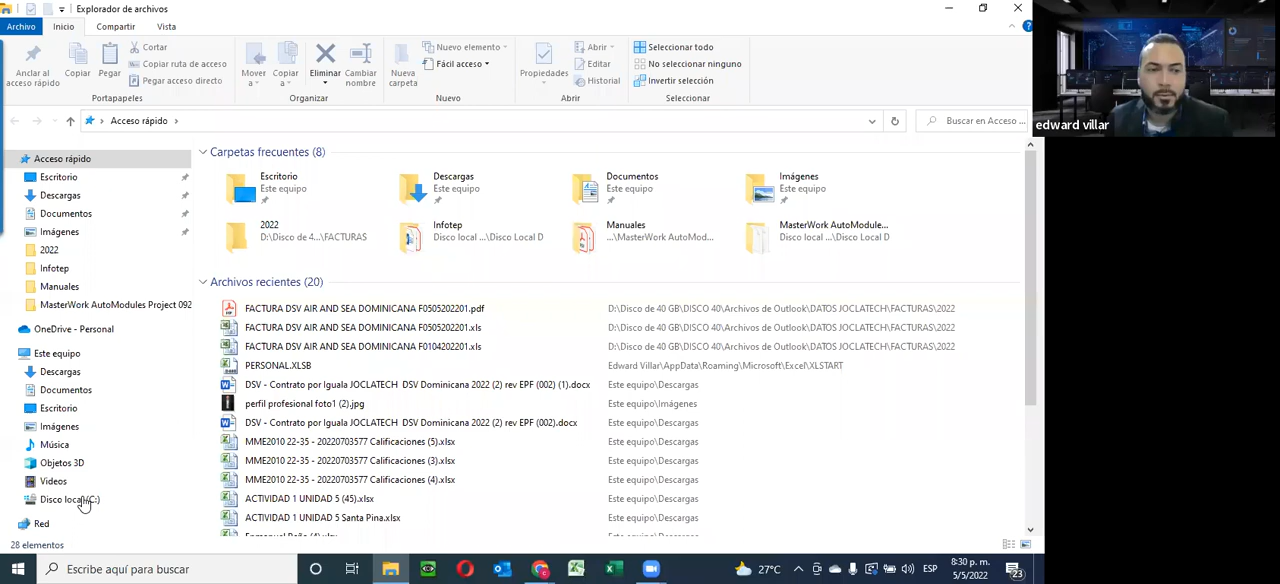 Explorador de archivos
Archivo Inicio Compartir Vista
Anclar al acceso rápido
Copiar
Pegar
Cortar
Copiar ruta de acceso
Pegar acceso directo
Portapapeles
Mover a
Copiar a
Eliminar
Cambiar nombre
Organizar
Nueva carpeta
Nuevo elemento
Fácil acceso
Nuevo
Propiedades
Abrir
Editar
Historial
Abrir
Seleccionar todo
No seleccionar ninguno
Invertir selección
Seleccionar
edward villar
Acceso rápido
Buscar en Acceso ...
Acceso rápido
Escritorio
Descargas
Documentos
Imágenes
2022
Infotep
Manuales
MasterWork AutoModules Project 092
OneDrive - Personal
Este equipo
Descargas
Documentos
Escritorio
Imágenes
Música
Objetos 3D
Videos
Disco local (C:)
Red
Carpetas frecuentes (8)
Escritorio
Este equipo
Descargas
Este equipo
Documentos
Este equipo
Imágenes
Este equipo
2022
D:\Disco de 4...\FACTURAS
Infotep
Disco local ...\Disco Local D
Manuales
...\MasterWork AutoMod...
MasterWork AutoModule...
Disco local ...\Disco Local D
Archivos recientes (20)
FACTURA DSV AIR AND SEA DOMINICANA F0505202201.pdf D:\Disco de 40 GB\DISCO 40\Archivos de Outlook\DATOS JOCLATECH\FACTURAS\2022
FACTURA DSV AIR AND SEA DOMINICANA F0505202201.xls D:\Disco de 40 GB\DISCO 40\Archivos de Outlook\DATOS JOCLATECH\FACTURAS\2022
FACTURA DSV AIR AND SEA DOMINICANA F0104202201.xls D:\Disco de 40 GB\DISCO 40\Archivos de Outlook\DATOS JOCLATECH\FACTURAS\2022
PERSONAL.XLSB Edward Villar\AppData\Roaming\Microsoft\Excel\XLSTART
DSV - Contrato por Iguala JOCLATECH DSV Dominicana 2022 (2) rev EPF (002) (1).docx Este equipo\Descargas
perfil profesional foto1 (2).jpg Este equipo\Imágenes
DSV - Contrato por Iguala JOCLATECH DSV Dominicana 2022 (2) rev EPF (002).docx Este equipo\Descargas
MME2010 22-35 - 20220703577 Calificaciones (5).xlsx Este equipo\Descargas
MME2010 22-35 - 20220703577 Calificaciones (3).xlsx Este equipo\Descargas
MME2010 22-35 - 20220703577 Calificaciones (4).xlsx Este equipo\Descargas
ACTIVIDAD 1 UNIDAD 5 (45).xlsx Este equipo\Descargas
ACTIVIDAD 1 UNIDAD 5 Santa Pina.xlsx Este equipo\Descargas
28 elementos
Escribe aquí para buscar
27°C
ESP
8:30 p. m.
5/5/2022
23